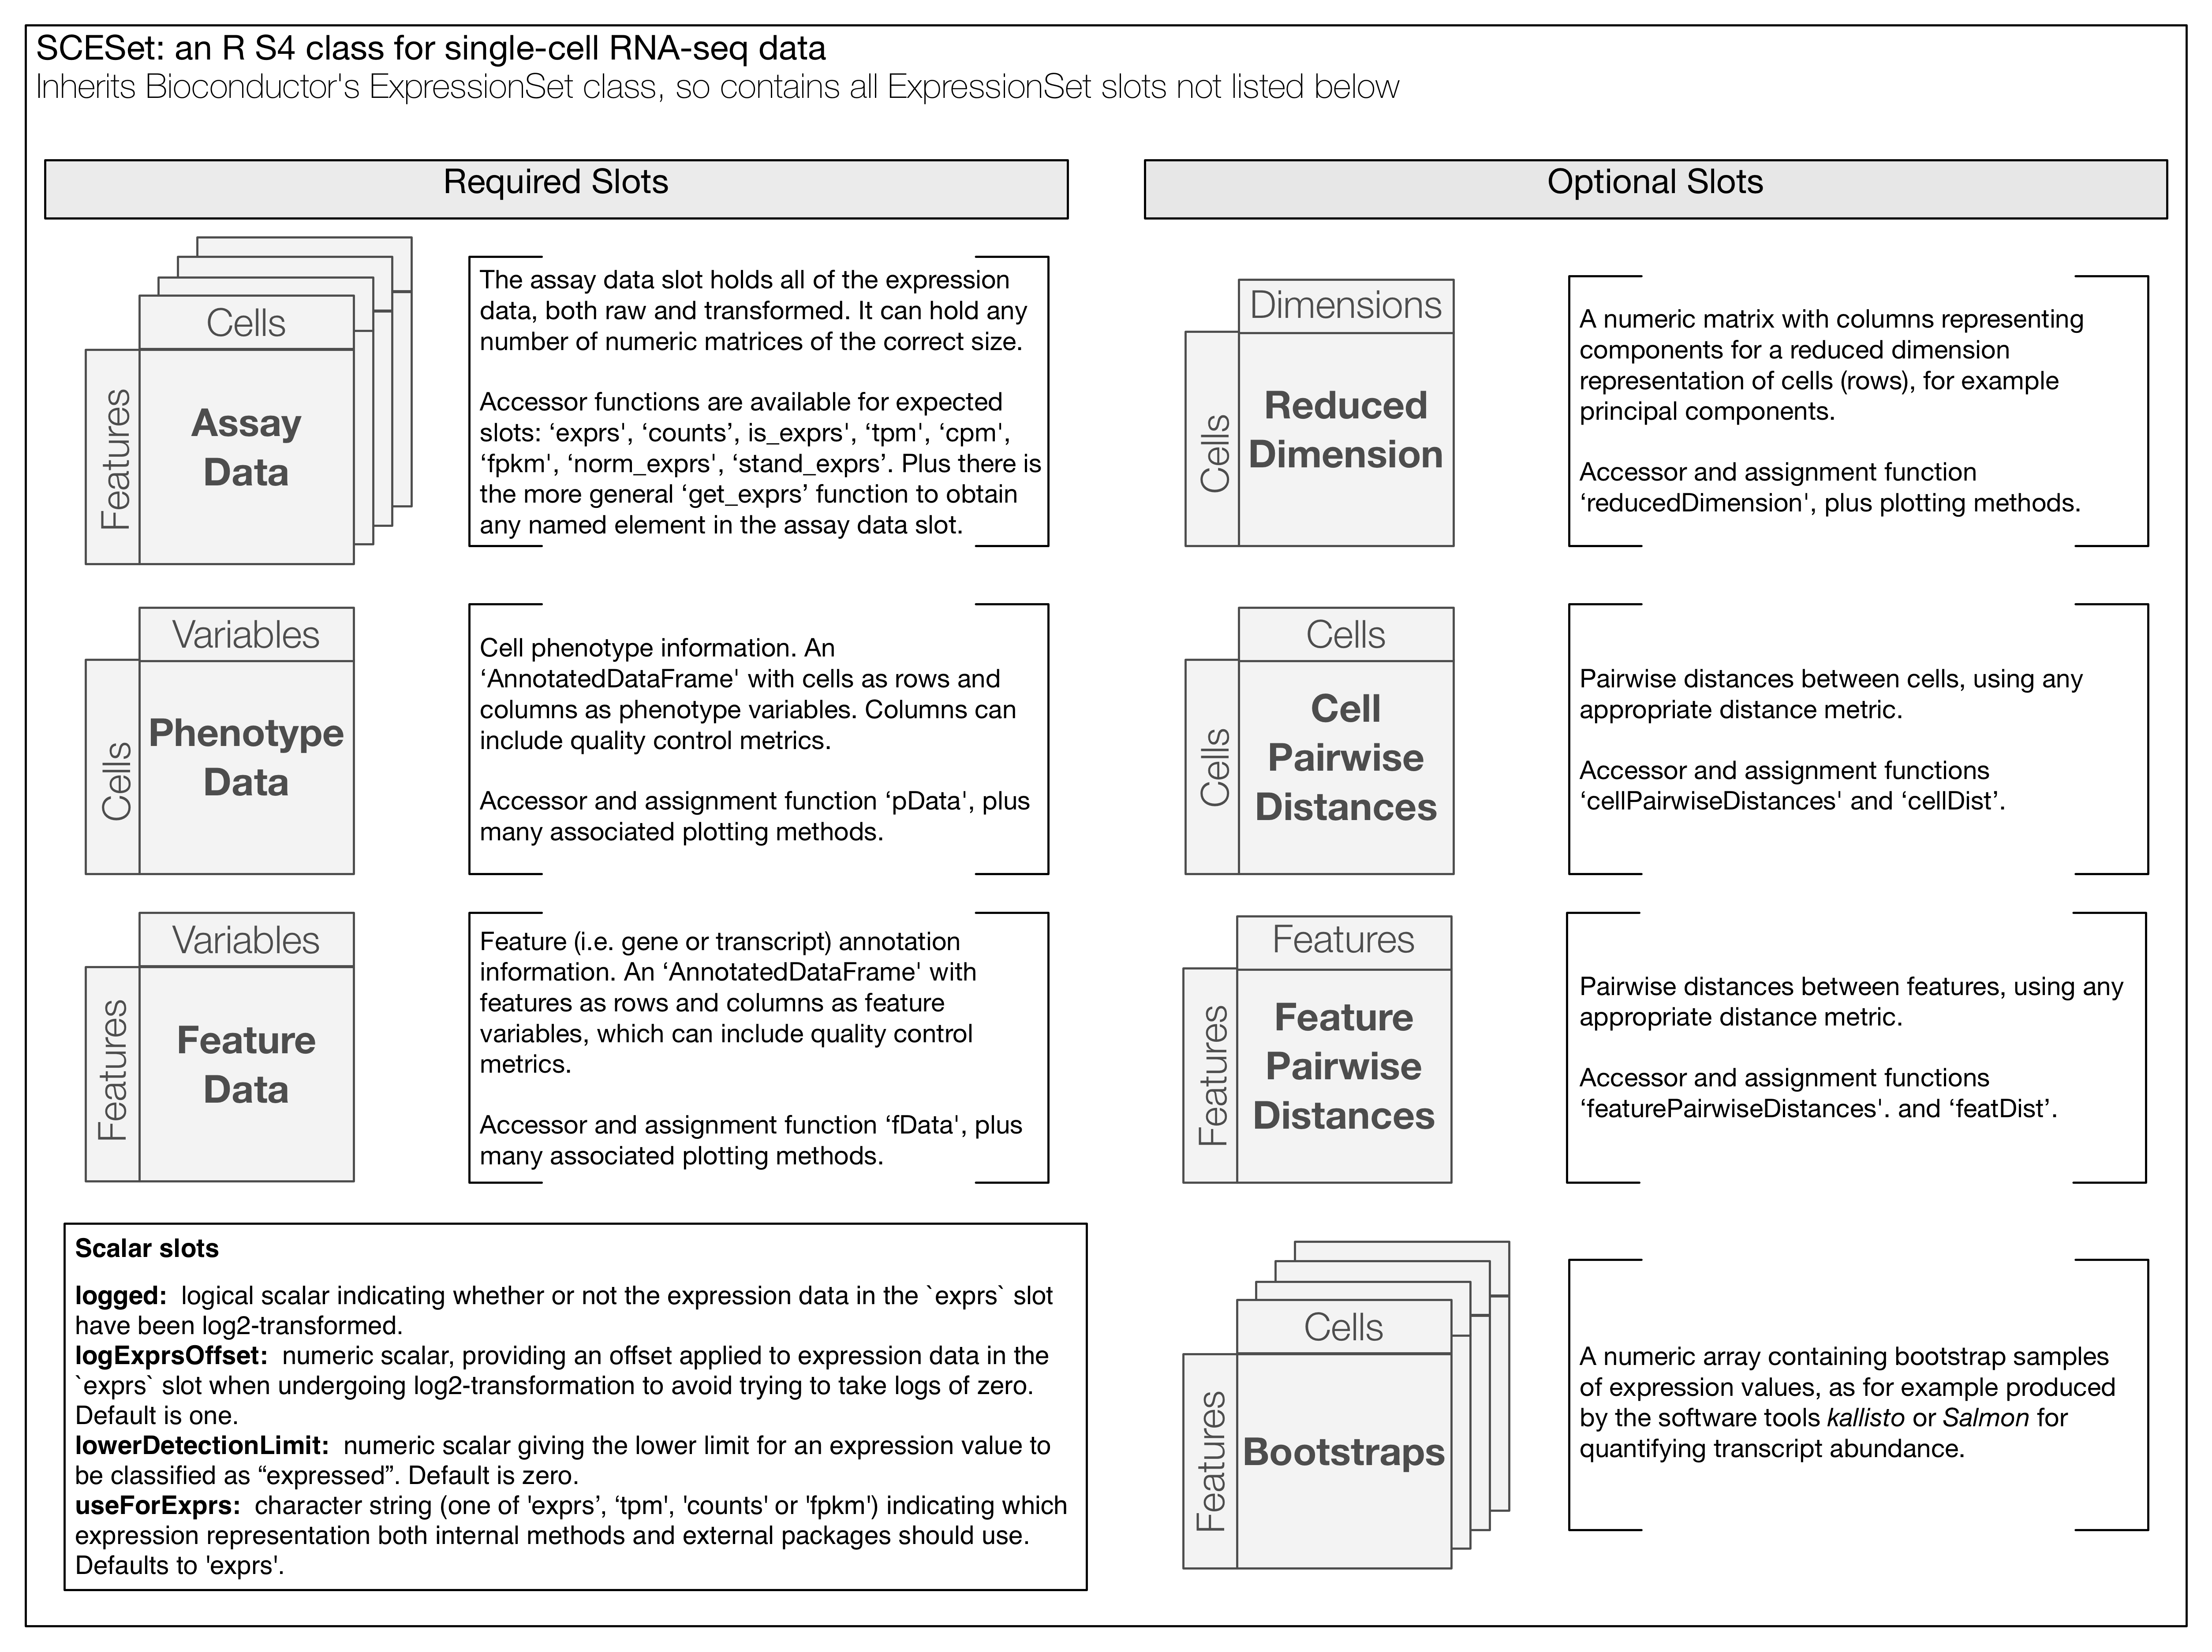 SCESet: an R S4 class for single-cell RNA-seq data
Inherits Bioconductor's ExpressionSet class, so contains all ExpressionSet slots not listed below
Required Slots
Cells
Features
Assay
Data
The assay data slot holds all of the expression
data, both raw and transformed. It can hold any
number of numeric matrices of the correct size.
Accessor functions are available for expected
slots: ‘exprs', ‘counts’, is_exprs', ‘tpm', ‘cpm',
‘fpkm', ‘norm_exprs', ‘stand_exprs’. Plus there is
the more general ‘get_exprs’ function to obtain
any named element in the assay data slot.
Variables
Cells
Phenotype
Data
Cell phenotype information. An
‘AnnotatedDataFrame' with cells as rows and
columns as phenotype variables. Columns can
include quality control metrics.
Accessor and assignment function ‘pData', plus
many associated plotting methods.
Variables
Features
Feature
Data
Feature (i.e. gene or transcript) annotation
information. An ‘AnnotatedDataFrame' with
features as rows and columns as feature
variables, which can include quality control
metrics.
Accessor and assignment function ‘fData', plus
many associated plotting methods.
Scalar slots
logged: logical scalar indicating whether or not the expression data in the `exprs` slot
have been log2-transformed.
logExprsOffset: numeric scalar, providing an offset applied to expression data in the
`exprs` slot when undergoing log2-transformation to avoid trying to take logs of zero.
Default is one.
lowerDetectionLimit: numeric scalar giving the lower limit for an expression value to
be classified as “expressed”. Default is zero.
useForExprs: character string (one of 'exprs’, ‘tpm', 'counts' or 'fpkm') indicating which
expression representation both internal methods and external packages should use.
Defaults to 'exprs'.
Optional Slots
Dimensions
Cells
Reduced
Dimension
A numeric matrix with columns representing
components for a reduced dimension
representation of cells (rows), for example
principal components.
Accessor and assignment function
‘reducedDimension', plus plotting methods.
Cells
Cells
Cell
Pairwise
Distances
Pairwise distances between cells, using any
appropriate distance metric.
Accessor and assignment functions
‘cellPairwiseDistances' and ‘cellDist’.
Features
Features
Feature
Pairwise
Distances
Pairwise distances between features, using any
appropriate distance metric.
Accessor and assignment functions
‘featurePairwiseDistances'. and ‘featDist’.
Cells
Features
Bootstraps
A numeric array containing bootstrap samples
of expression values, as for example produced
by the software tools kallisto or Salmon for
quantifying transcript abundance.